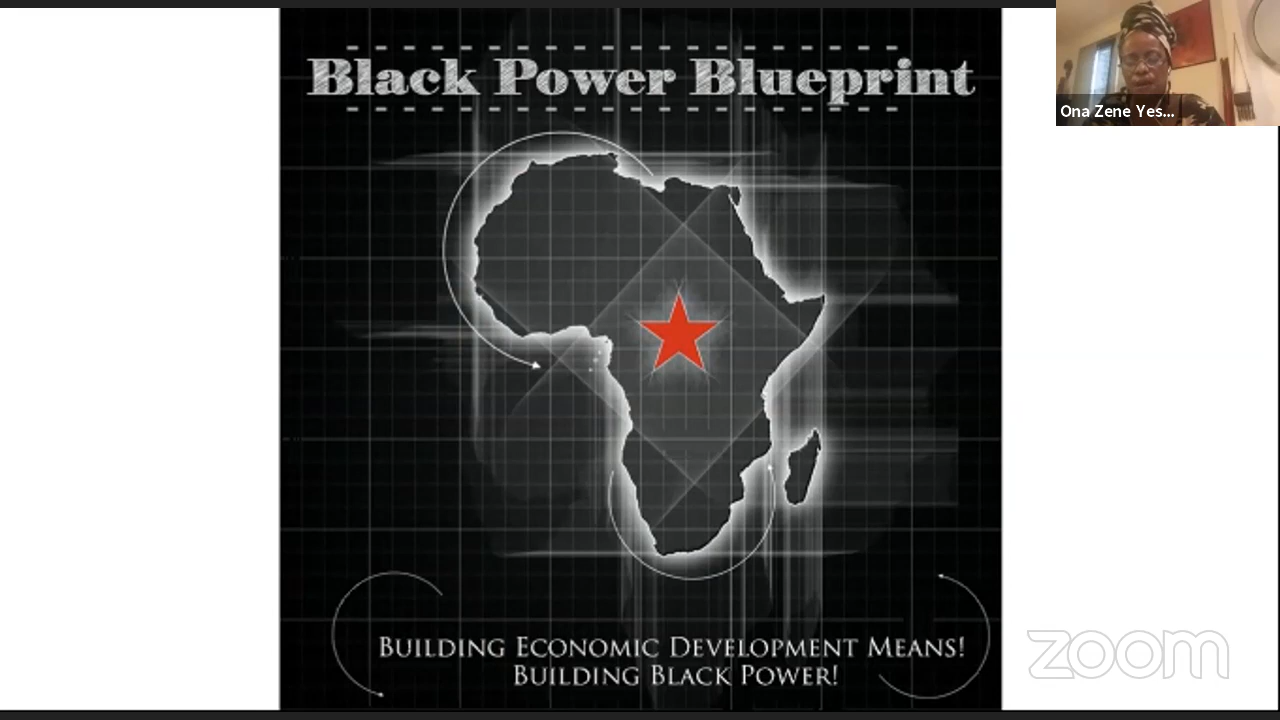 Black Power Blueprint
Ona Zene Yes...
BUILDING ECONOMIC DEVELOPMENT MEANS!
BUILDING BLACK POWER!
zoom